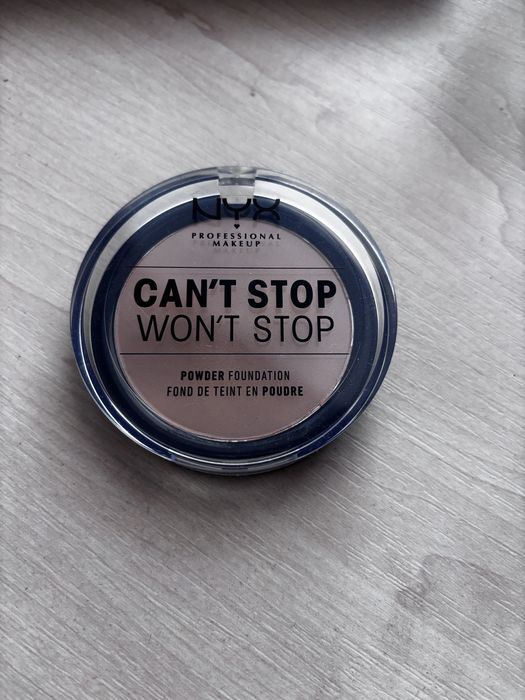 NYX
PROFESSIONAL
MAKEUP
CAN'T STOP
WON'T STOP
POWDER FOUNDATION
FOND DE TEINT EN POUDRE